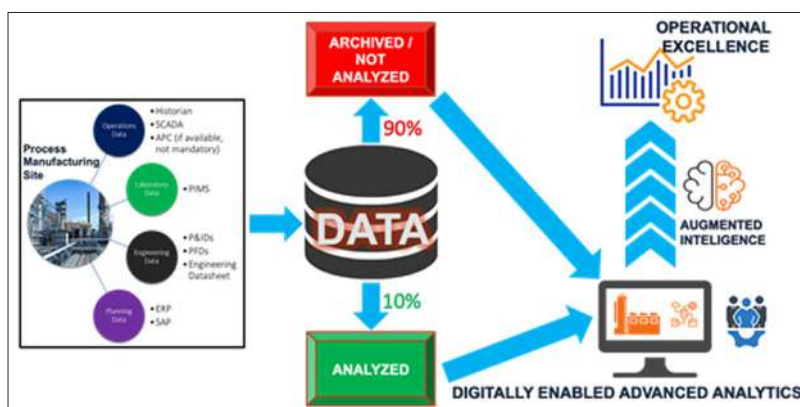 Process
Manufacturing
Site
Operations
Data
• Historian
• SCADA
• APC (if available,
not mandatory)
Laboratory
Data
• PIMS
Engineering
Data
• P&IDs
• PFDs
• Engineering
Datasheet
Planning
Data
• ERP
• SAP
ARCHIVED /
NOT
ANALYZED
90%
DATA
10%
ANALYZED
OPERATIONAL
EXCELLENCE
AUGMENTED
INTELIGENCE
DIGITALLY ENABLED ADVANCED ANALYTICS